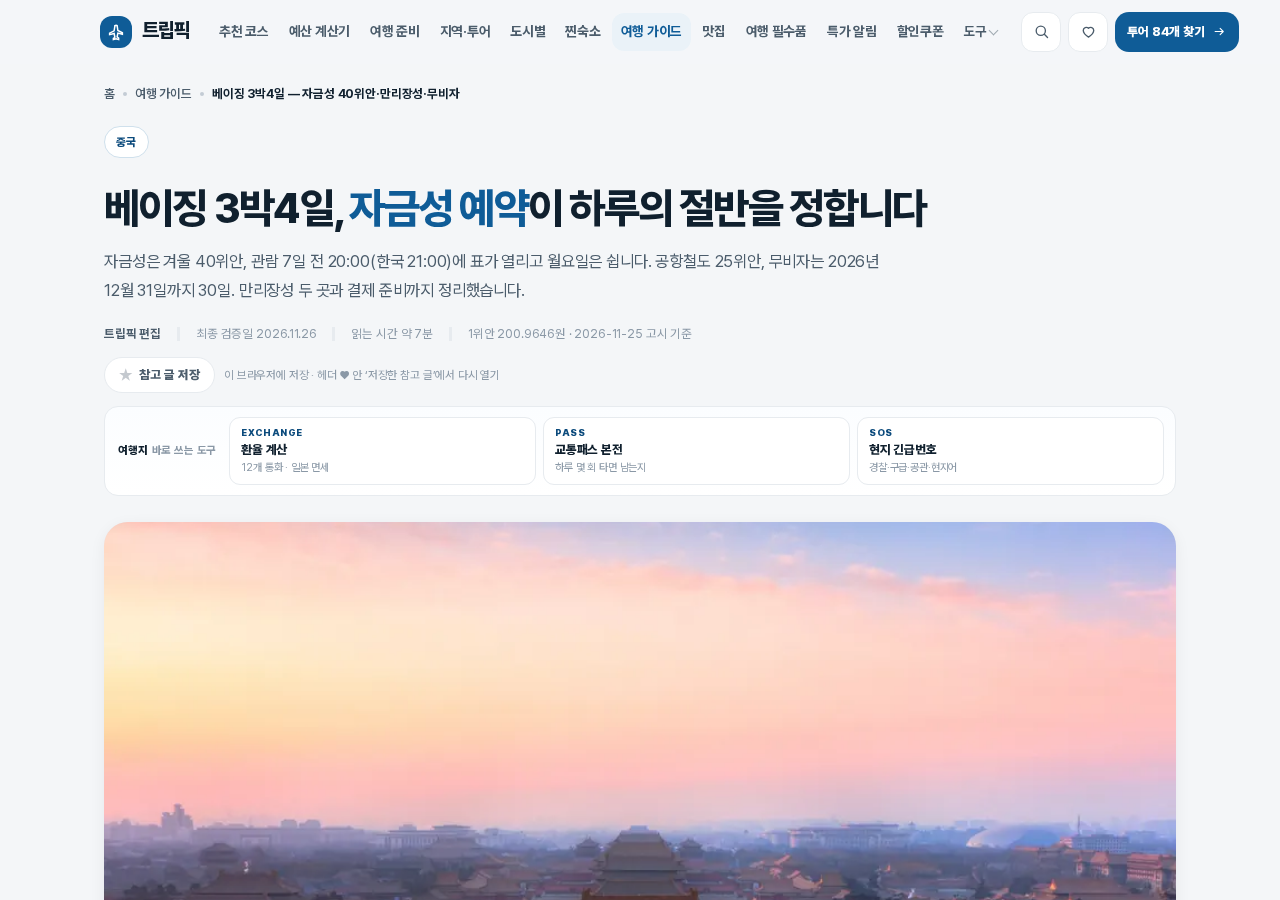 트립픽
추천 코스 예산 계산기 여행 준비 지역·투어 도시별 찐숙소 여행 가이드 맛집 여행 필수품 특가 알림 할인쿠폰 도구
투어 84개 찾기 →
홈 • 여행 가이드 • 베이징 3박4일 — 자금성 40위안·만리장성·무비자
중국
베이징 3박4일, 자금성 예약이 하루의 절반을 정합니다
자금성은 겨울 40위안, 관람 7일 전 20:00(한국 21:00)에 표가 열리고 월요일은 쉽니다. 공항철도 25위안, 무비자는 2026년
12월 31일까지 30일. 만리장성 두 곳과 결제 준비까지 정리했습니다.
트립픽 편집 | 최종 검증일 2026.11.26 | 읽는 시간 약 7분 | 1위안 200.9646원 · 2026-11-25 고시 기준
★ 참고 글 저장 이 브라우저에 저장 · 헤더 ♥ 안 ‘저장한 참고 글’에서 다시 열기
여행지 바로 쓰는 도구
EXCHANGE
환율 계산
12개 통화 · 일본 면세
PASS
교통패스 본전
하루 몇 회 타면 남는지
SOS
현지 긴급번호
경찰·구급·공관·현지어